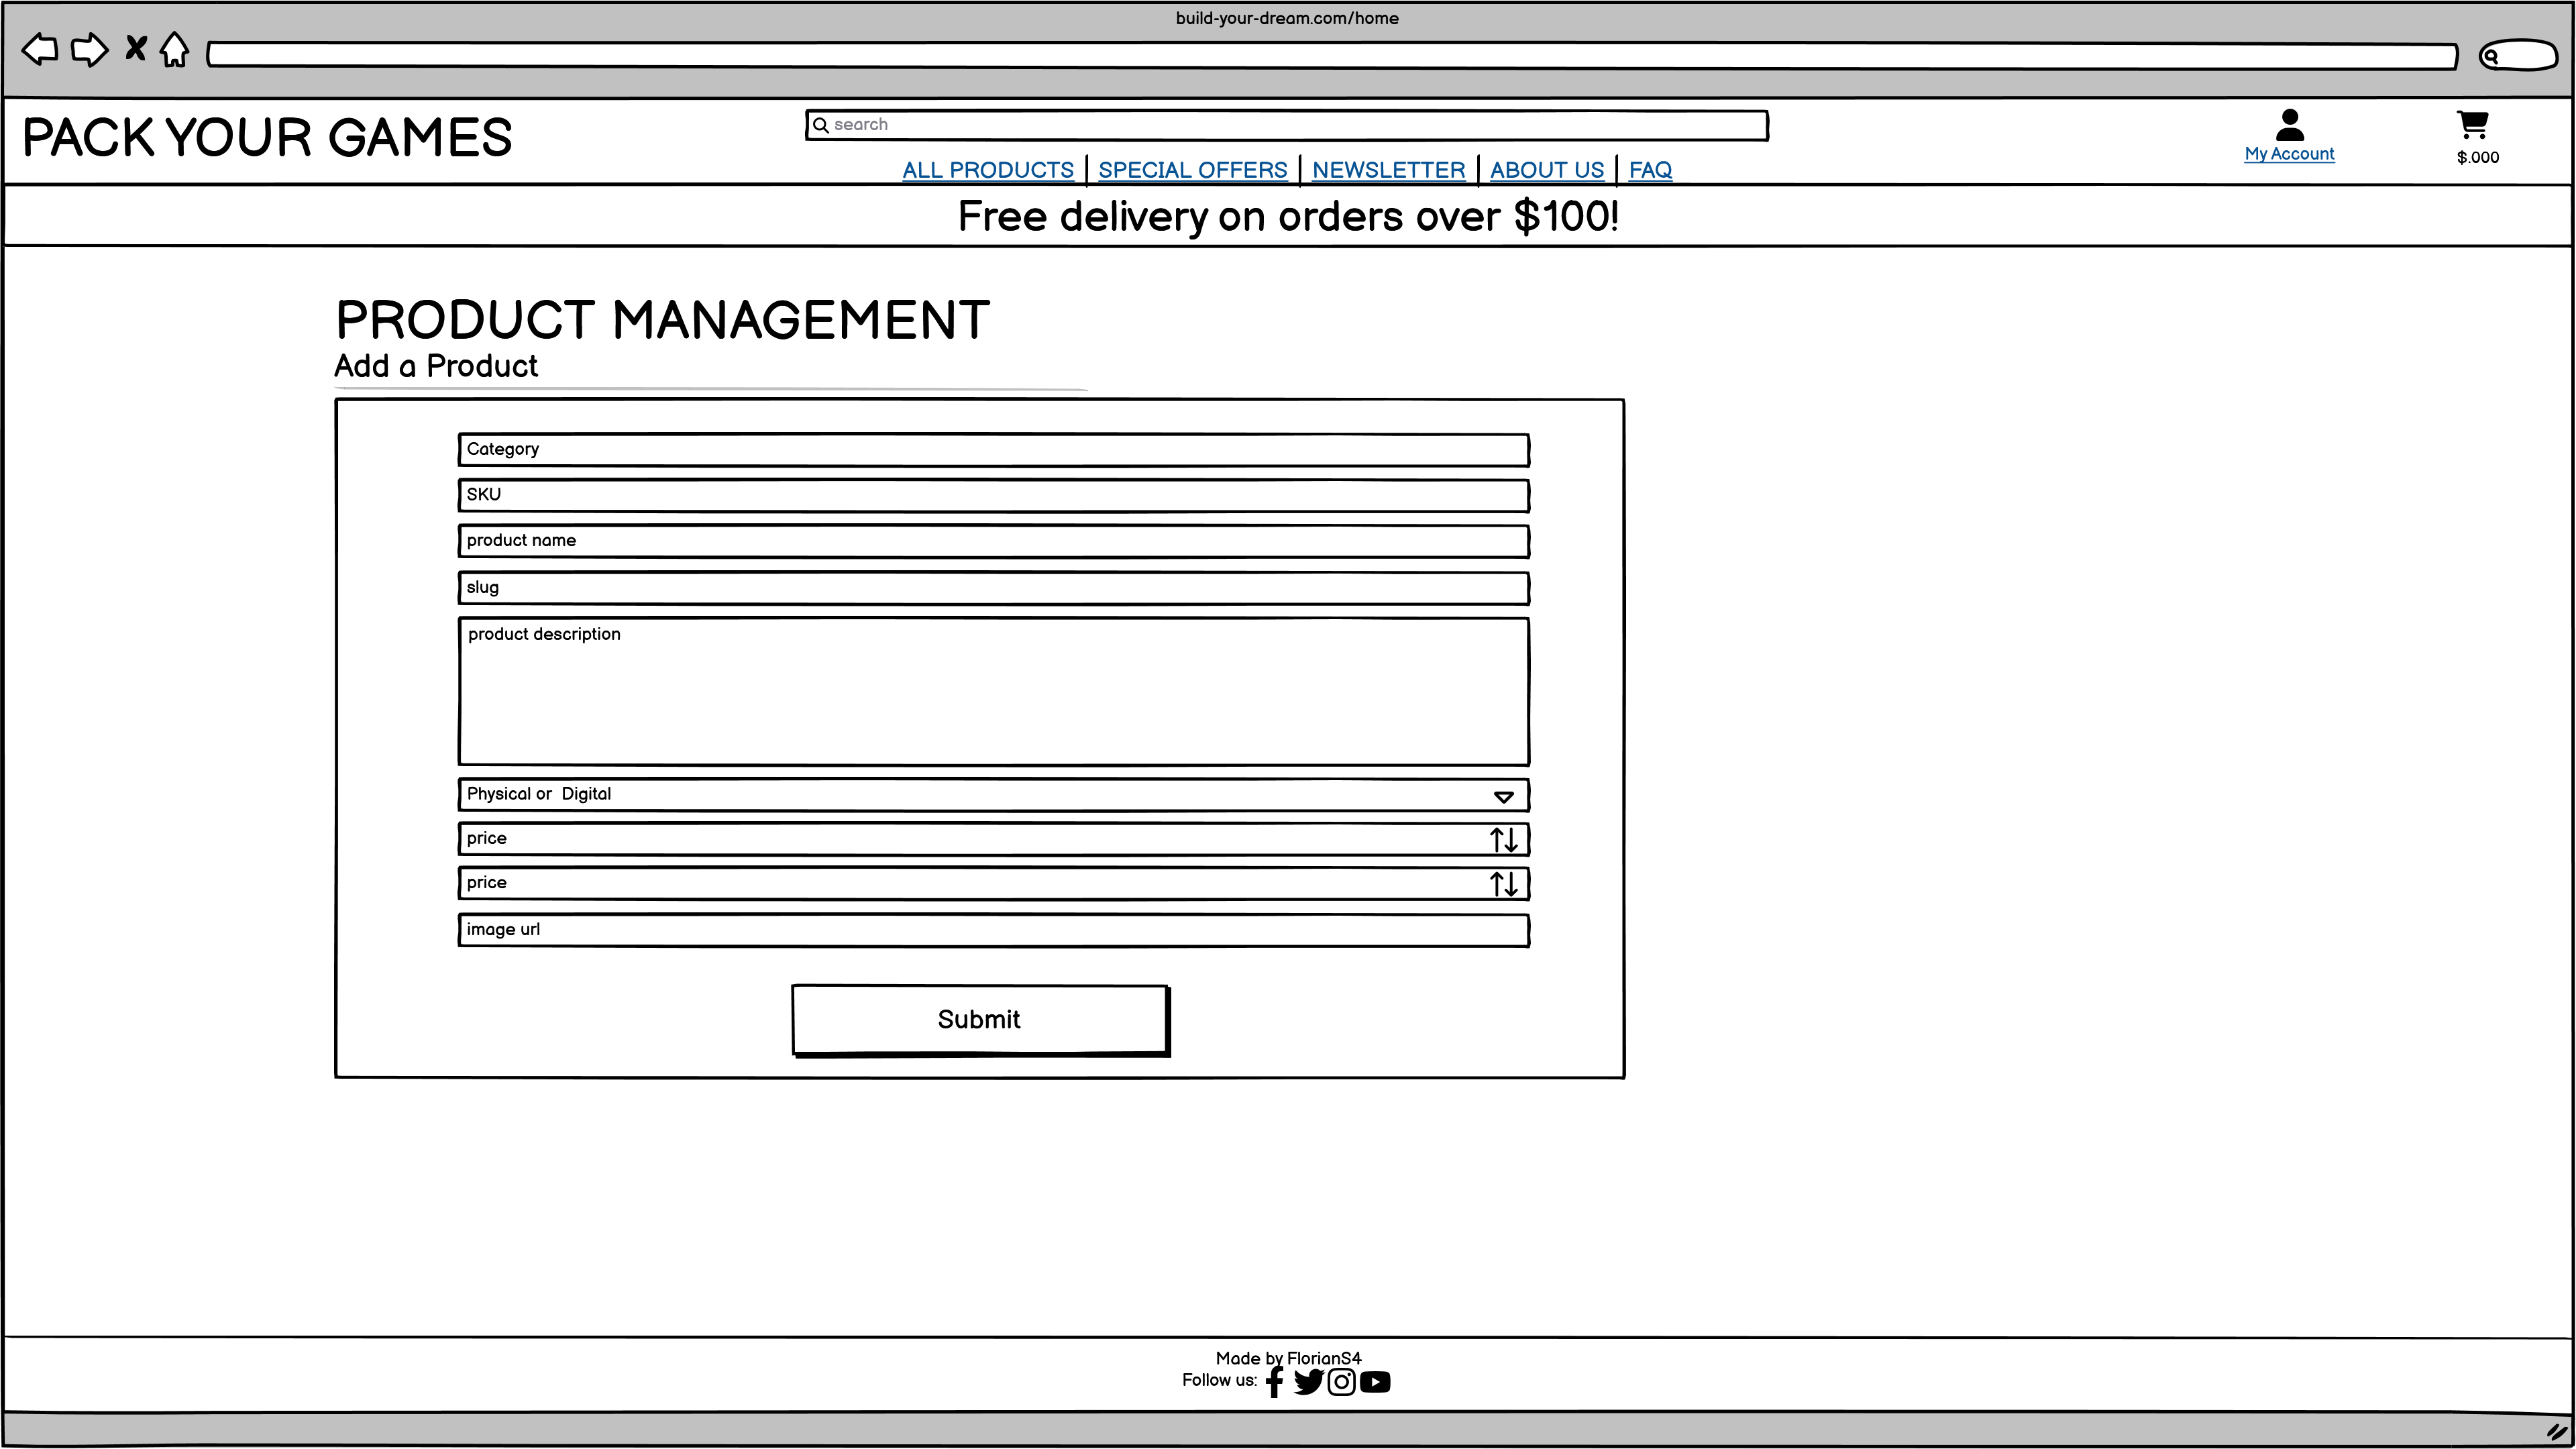 build-your-dream.com/home
PACK YOUR GAMES
search
My Account
$.000
ALL PRODUCTS SPECIAL OFFERS NEWSLETTER ABOUT US FAQ
Free delivery on orders over $100!
PRODUCT MANAGEMENT
Add a Product
Category
SKU
product name
slug
product description
Physical or Digital
price
price
image url
Submit
Made by FlorianS4
Follow us: